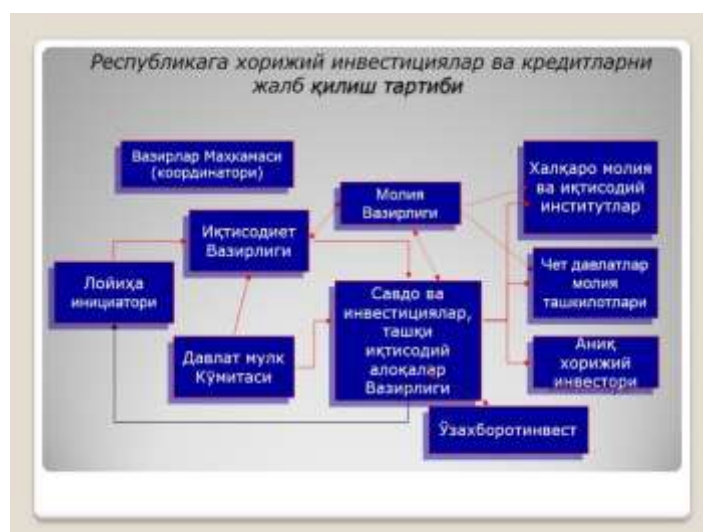 Республикага хорижий инвестициялар ва кредитларни
жалб қилиш тартиби
Вазирлар Маҳкамаси
(координатори)
Молия
Вазирлиги
Халқаро молия
ва иқтисодий
институтлар
Иқтисодиет
Вазирлиги
Лойиҳа
инициатори
Савдо ва
инвестициялар,
ташқи
иқтисодий
алоқалар
Вазирлиги
Чет давлатлар
молия
ташкилотлари
Давлат мулк
Кўмитаси
Аниқ
хорижий
инвестори
Ўзахборотинвест